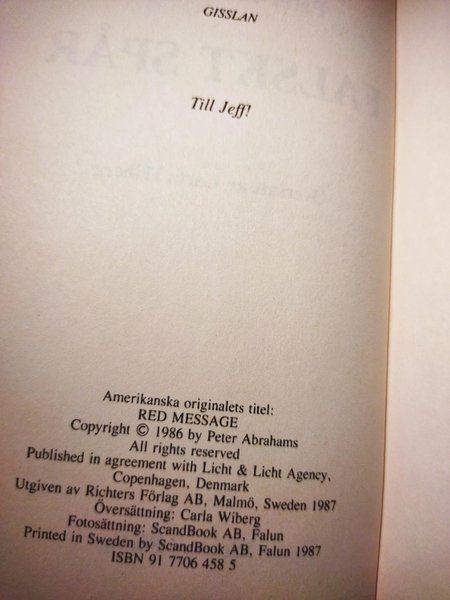 GISSLAN
Till Jeff!
Amerikanska originalets titel:
RED MESSAGE
Copyright © 1986 by Peter Abrahams
All rights reserved
Published in agreement with Licht & Licht Agency,
Copenhagen, Denmark
Utgiven av Richters Förlag AB, Malmö, Sweden 1987
Översättning: Carla Wiberg
Fotosättning: ScandBook AB, Falun
Printed in Sweden by ScandBook AB, Falun 1987
ISBN 91 7706 458 5